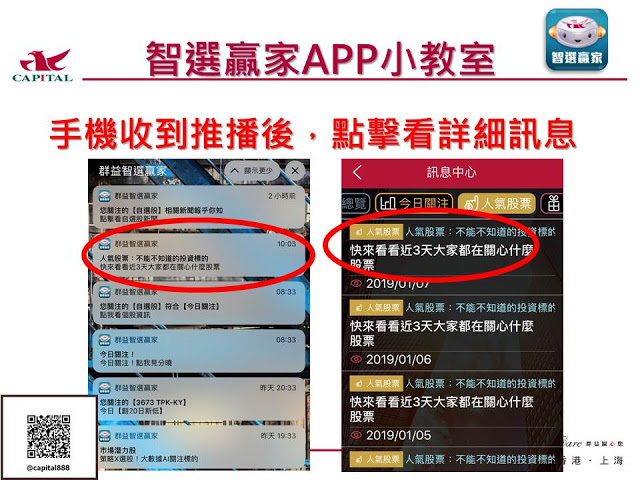 CAPITAL
智選贏家APP小教室
智選贏家
手機收到推播後，點擊看詳細訊息
群益智選贏家
顯示更少
群益智選贏家
2 小時前
您關注的【自選股】相關新聞報乎你知
點擊看自選股新聞
群益智選贏家
10:03
人氣股票：不能不知道的投資標的
快來看看近3天大家都在關心什麼股票
群益智選贏家
08:33
您關注的【自選股】符合【今日關注】
點我看個股資訊
群益智選贏家
08:33
今日關注！
今日關注！點我見分曉
群益智選贏家
昨天 20:33
您關注的【3673 TPK-KY】
今日【創20日新低】
群益智選贏家
昨天 19:33
市場潛力股
策略X選股！大數據AI關注標的
訊息中心
總覽
今日關注
人氣股票
人氣股票
人氣股票：不能不知道的投資標的
快來看看近3天大家都在關心什麼
股票
2019/01/07
人氣股票
人氣股票：不能不知道的投資標的
快來看看近3天大家都在關心什麼
股票
2019/01/06
人氣股票
人氣股票：不能不知道的投資標的
快來看看近3天大家都在關心什麼
股票
2019/01/05
@capital888
are 群益關心您
香港・上海